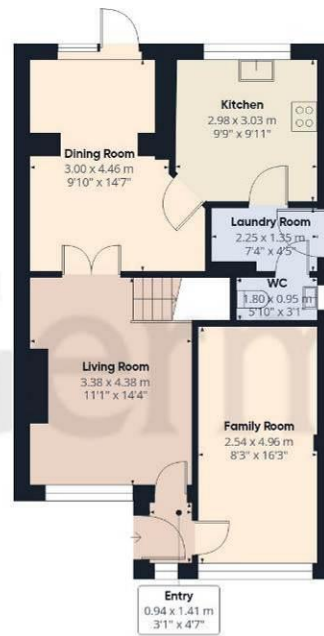 Kitchen
2.98 x 3.03 m
9'9" x 9'11"
Dining Room
3.00 x 4.46 m
9'10" x 14'7"
Laundry Room
2.25 x 1.35 m
7'4" x 4'5"
WC
1.80 x 0.95 m
5'10" x 3'1"
Living Room
3.38 x 4.38 m
11'1" x 14'4"
Family Room
2.54 x 4.96 m
8'3" x 16'3"
Entry
0.94 x 1.41 m
3'1" x 4'7"